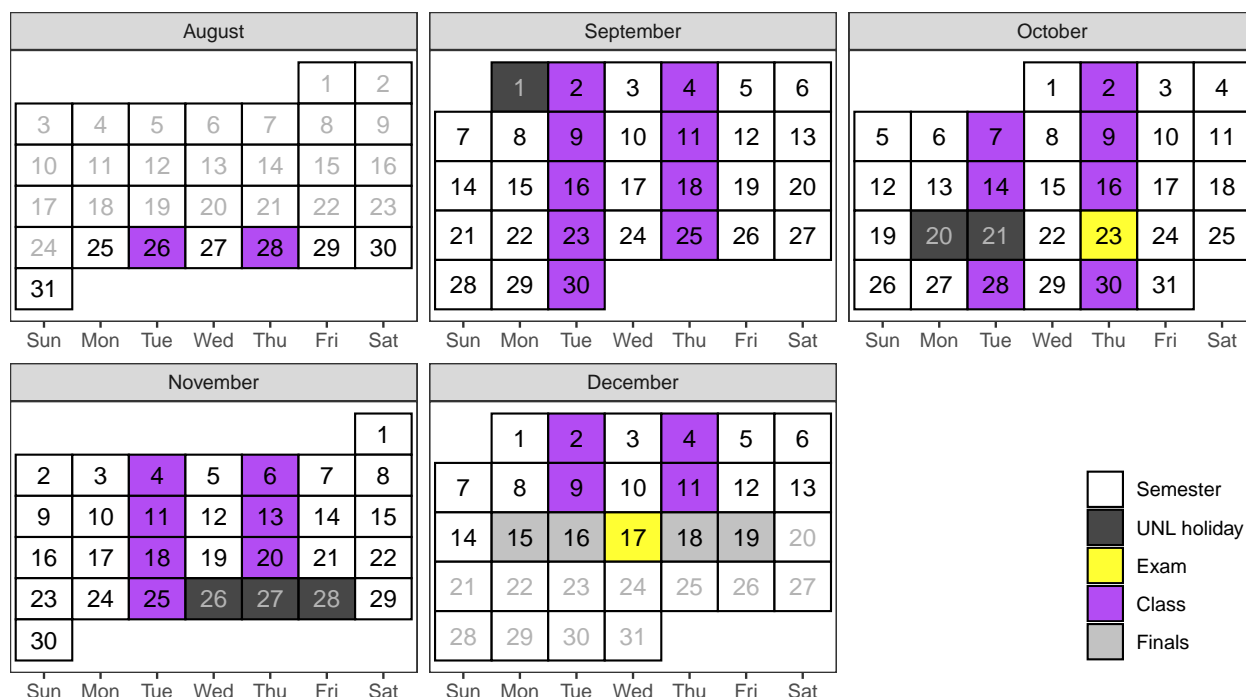 August
1 2
3 4 5 6 7 8 9
10 11 12 13 14 15 16
17 18 19 20 21 22 23
24 25 26 27 28 29 30
31
Sun Mon Tue Wed Thu Fri Sat
September
1 2 3 4 5 6
7 8 9 10 11 12 13
14 15 16 17 18 19 20
21 22 23 24 25 26 27
28 29 30
Sun Mon Tue Wed Thu Fri Sat
October
1 2 3 4
5 6 7 8 9 10 11
12 13 14 15 16 17 18
19 20 21 22 23 24 25
26 27 28 29 30 31
Sun Mon Tue Wed Thu Fri Sat
November
1
2 3 4 5 6 7 8
9 10 11 12 13 14 15
16 17 18 19 20 21 22
23 24 25 26 27 28 29
30
Sun Mon Tue Wed Thu Fri Sat
December
1 2 3 4 5 6
7 8 9 10 11 12 13
14 15 16 17 18 19 20
21 22 23 24 25 26 27
28 29 30 31
Sun Mon Tue Wed Thu Fri Sat
Semester
UNL holiday
Exam
Class
Finals